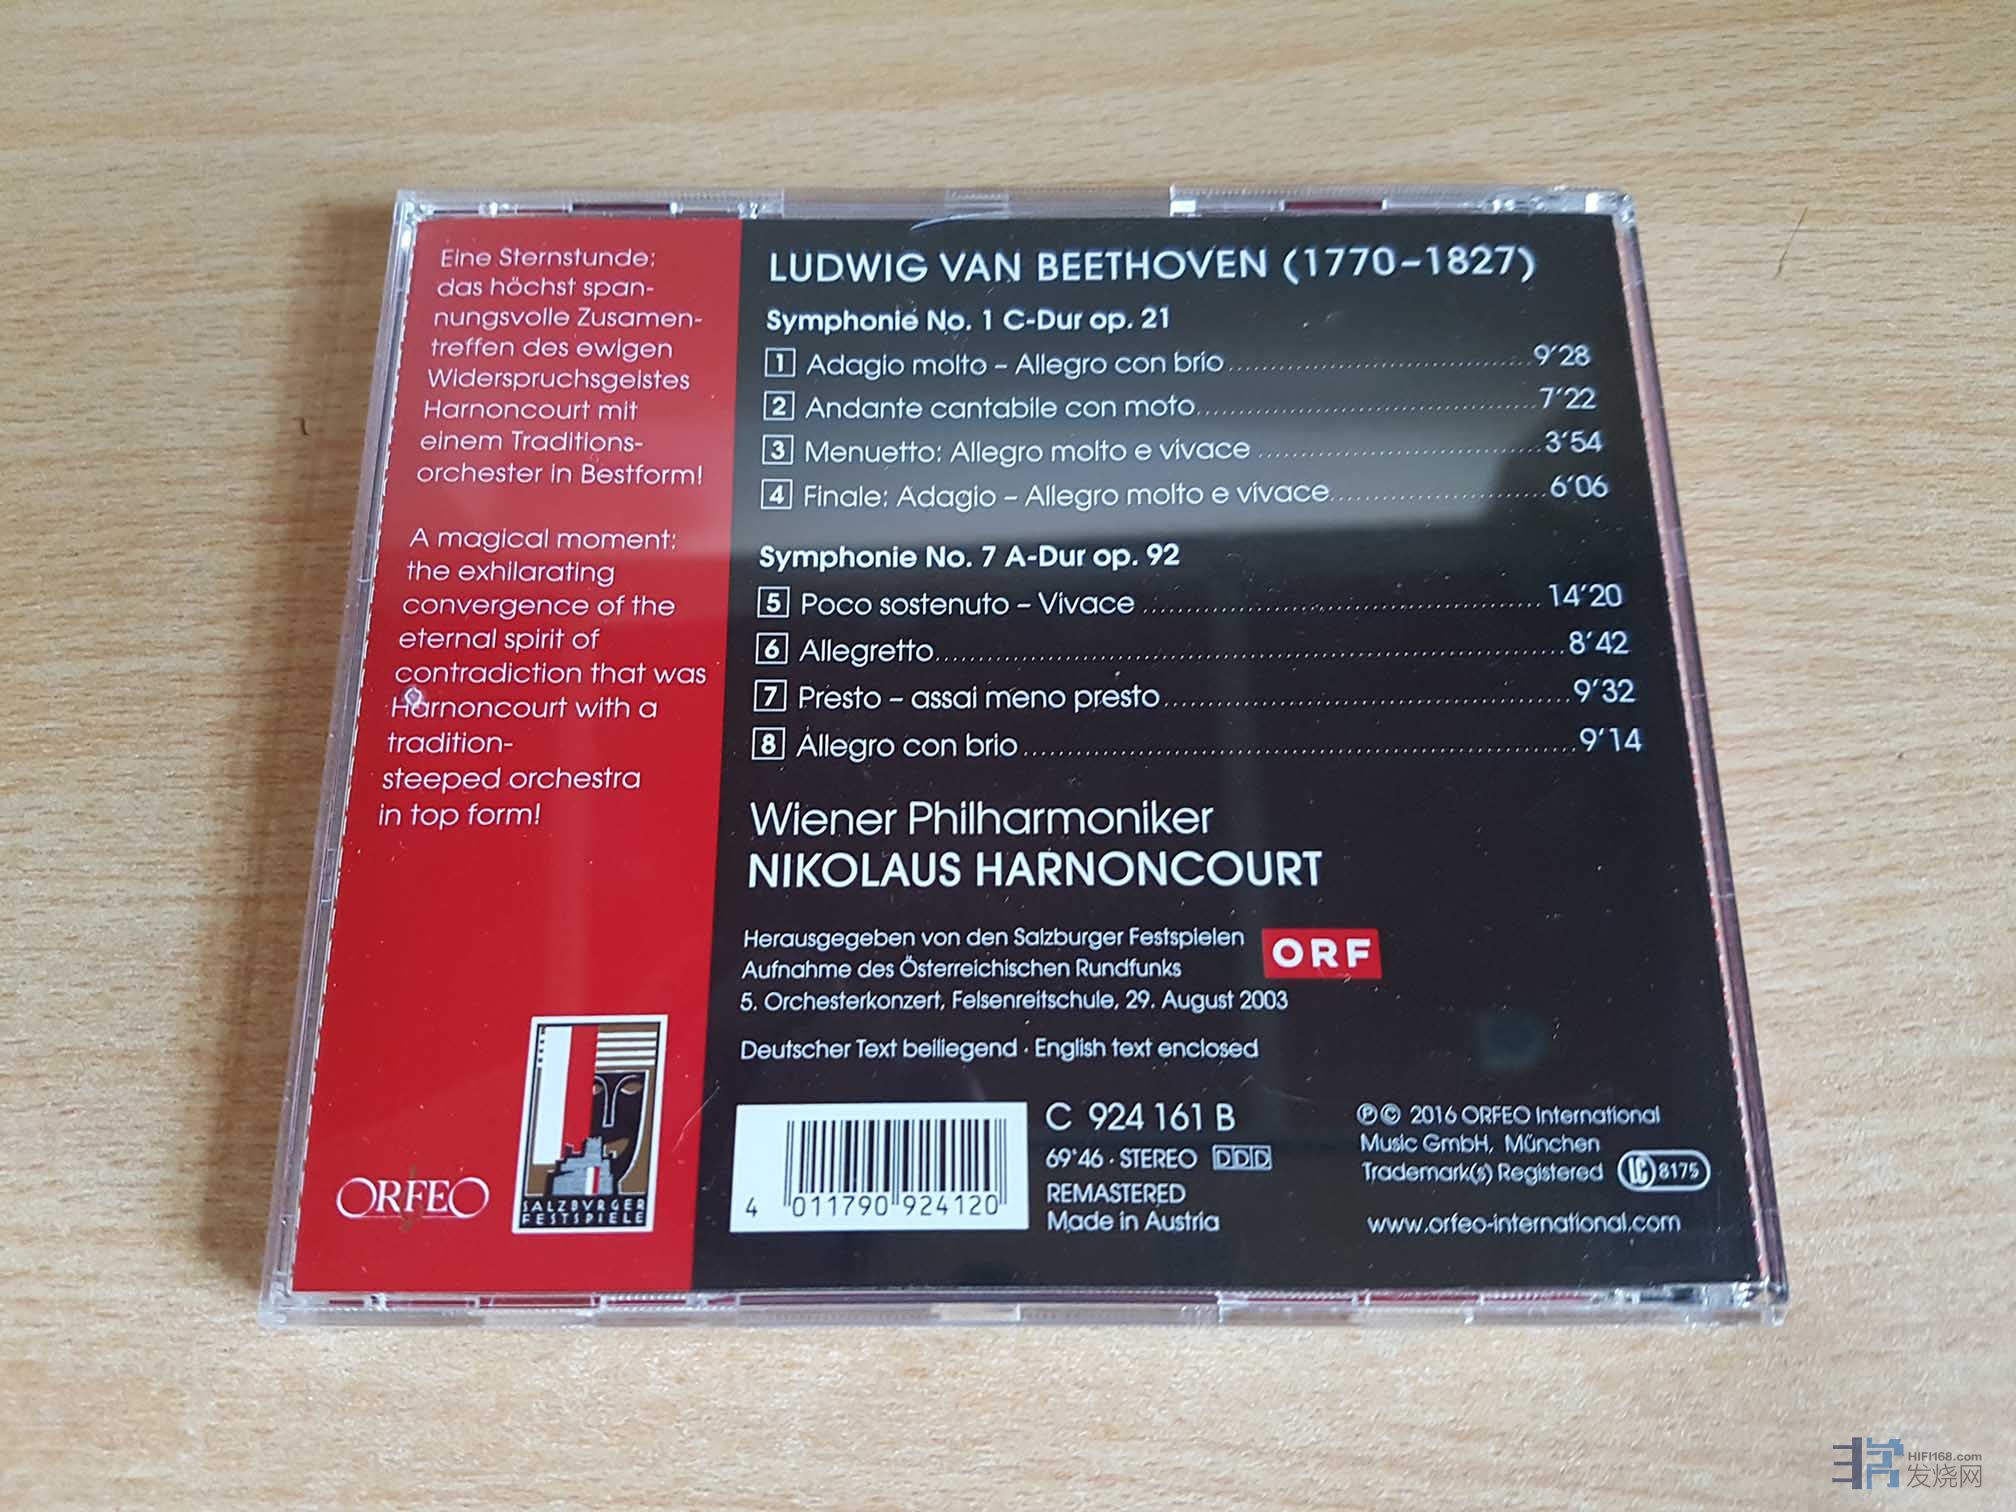 Eine Sternstunde:
das höchst span-
nungsvolle Zusamen-
treffen des ewigen
Widerspruchsgeistes
Harnoncourt mit
einem Traditions-
orchester in Bestform!
A magical moment:
the exhilarating
convergence of the
eternal spirit of
contradiction that was
Harnoncourt with a
tradition-
steeped orchestra
in top form!
ORFEO
SALZBVRGER
FESTSPIELE
LUDWIG VAN BEETHOVEN (1770–1827)
Symphonie No. 1 C-Dur op. 21
1 Adagio molto – Allegro con brio 9'28
2 Andante cantabile con moto 7'22
3 Menuetto: Allegro molto e vivace 3'54
4 Finale: Adagio – Allegro molto e vivace 6'06
Symphonie No. 7 A-Dur op. 92
5 Poco sostenuto – Vivace 14'20
6 Allegretto 8'42
7 Presto – assai meno presto 9'32
8 Allegro con brio 9'14
Wiener Philharmoniker
NIKOLAUS HARNONCOURT
Herausgegeben von den Salzburger Festspielen
Aufnahme des Österreichischen Rundfunks
5. Orchesterkonzert, Felsenreitschule, 29. August 2003
ORF
Deutscher Text beiliegend · English text enclosed
4 011790 924120
C 924 161 B
69'46 · STEREO DDD
REMASTERED
Made in Austria
℗© 2016 ORFEO International
Music GmbH, München
Trademark(s) Registered
LC 8175
www.orfeo-international.com
HIFI168.com
发烧网